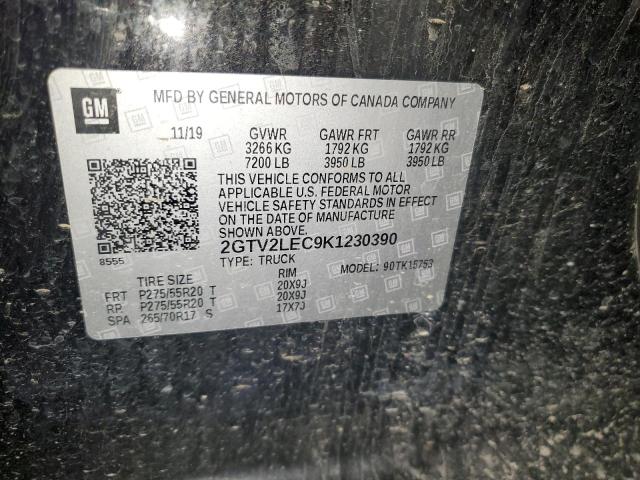 GM
MFD BY GENERAL MOTORS OF CANADA COMPANY
11/19 GVWR GAWR FRT GAWR RR
3266 KG 1792 KG 1792 KG
7200 LB 3950 LB 3950 LB
THIS VEHICLE CONFORMS TO ALL
APPLICABLE U.S. FEDERAL MOTOR
VEHICLE SAFETY STANDARDS IN EFFECT
ON THE DATE OF MANUFACTURE
SHOWN ABOVE.
8555
2GTV2LEC9K1230390
TYPE: TRUCK MODEL: 90TK15753
TIRE SIZE RIM
FRT P275/55R20 T 20X9J
RR P275/55R20 T 20X9J
SPA 265/70R17 S 17X7J